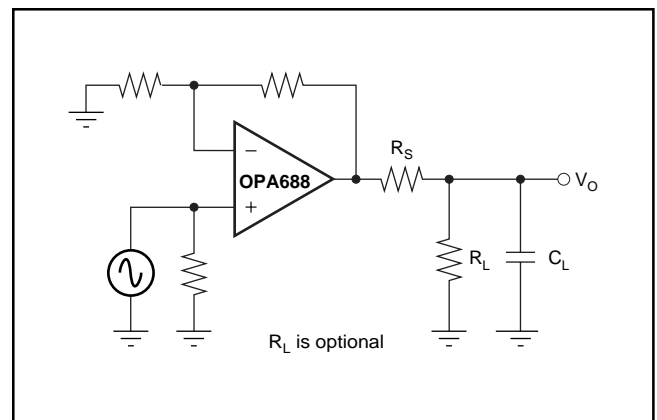 R_S
−
OPA688
V_O
+
R_L
C_L
R_L is optional